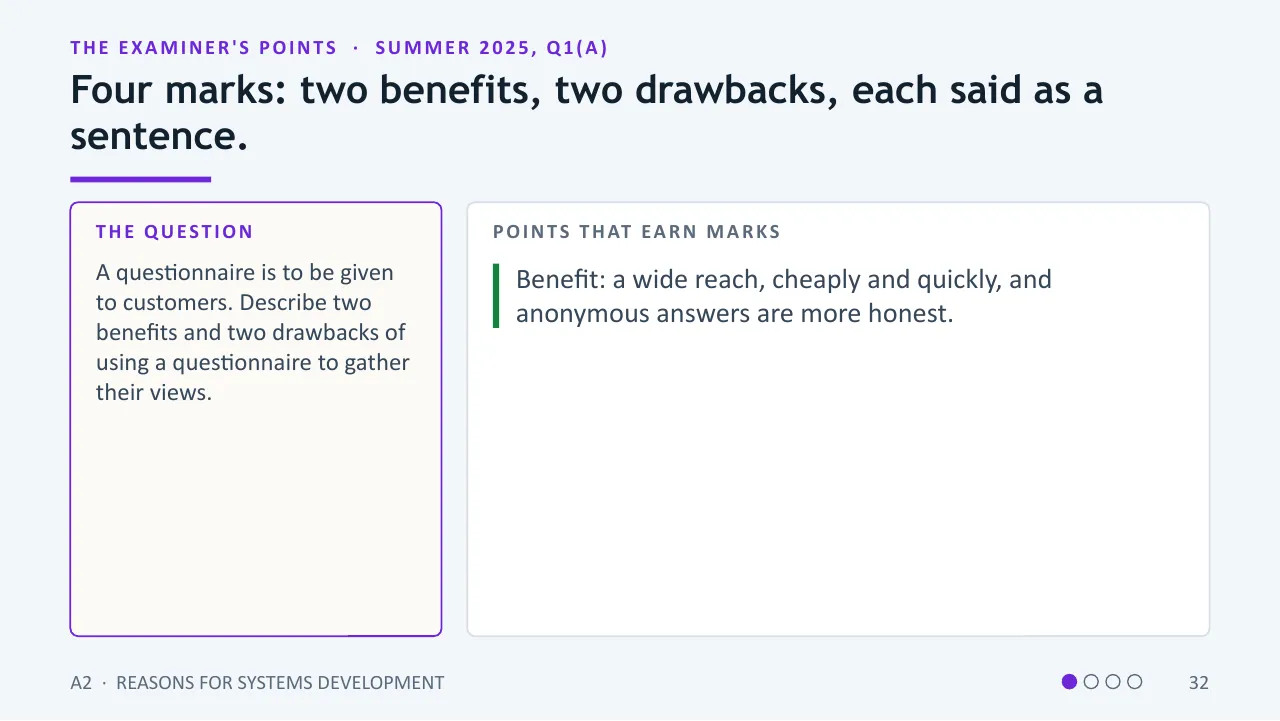 THE EXAMINER'S POINTS · SUMMER 2025, Q1(A)
Four marks: two benefits, two drawbacks, each said as a
sentence.
THE QUESTION
A questionnaire is to be given
to customers. Describe two
benefits and two drawbacks of
using a questionnaire to gather
their views.
POINTS THAT EARN MARKS
Benefit: a wide reach, cheaply and quickly, and
anonymous answers are more honest.
A2 · REASONS FOR SYSTEMS DEVELOPMENT
32